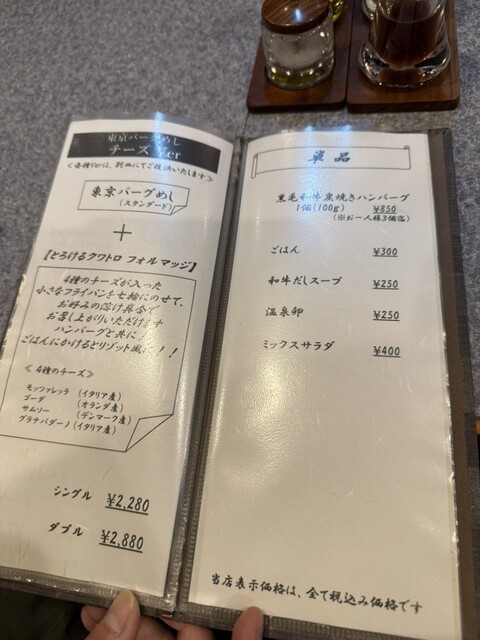 東京バーグめし
チーズVer
＜各種Verは、別皿にてご提供いたします＞
東京バーグめし
（スタンダード）
＋
【とろけるクワトロ フォルマッジ】
4種のチーズが入った
小さなフライパンを七輪にのせて、
お好みの溶け具合で
お召し上がりいただけます
ハンバーグと共に
ごはんにかけるとリゾット風に！！
≪4種のチーズ≫
モッツァレッラ （イタリア産）
ゴーダ （オランダ産）
サムソー （デンマーク産）
グラナパダーノ（イタリア産）
シングル ¥2,280
ダブル ¥2,880
単品
黒毛和牛炭焼きハンバーグ
1個(100g) ¥850
（※お一人様3個迄）
ごはん ¥300
和牛だしスープ ¥250
温泉卵 ¥250
ミックスサラダ ¥400
当店表示価格は、全て税込み価格です